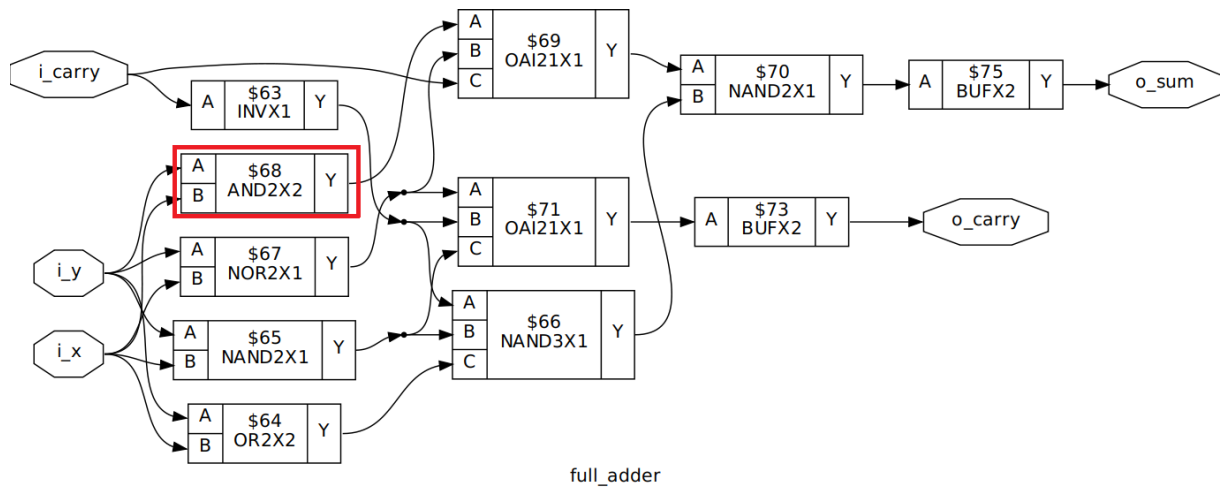 i_carry
A
$63
INVX1
Y
A
B
$68
AND2X2
Y
i_y
A
B
$67
NOR2X1
Y
i_x
A
B
$65
NAND2X1
Y
A
B
$64
OR2X2
Y
A
B
C
$69
OAI21X1
Y
A
B
C
$71
OAI21X1
Y
A
B
C
$66
NAND3X1
Y
A
B
$70
NAND2X1
Y
A
$75
BUFX2
Y
o_sum
A
$73
BUFX2
Y
o_carry
full_adder